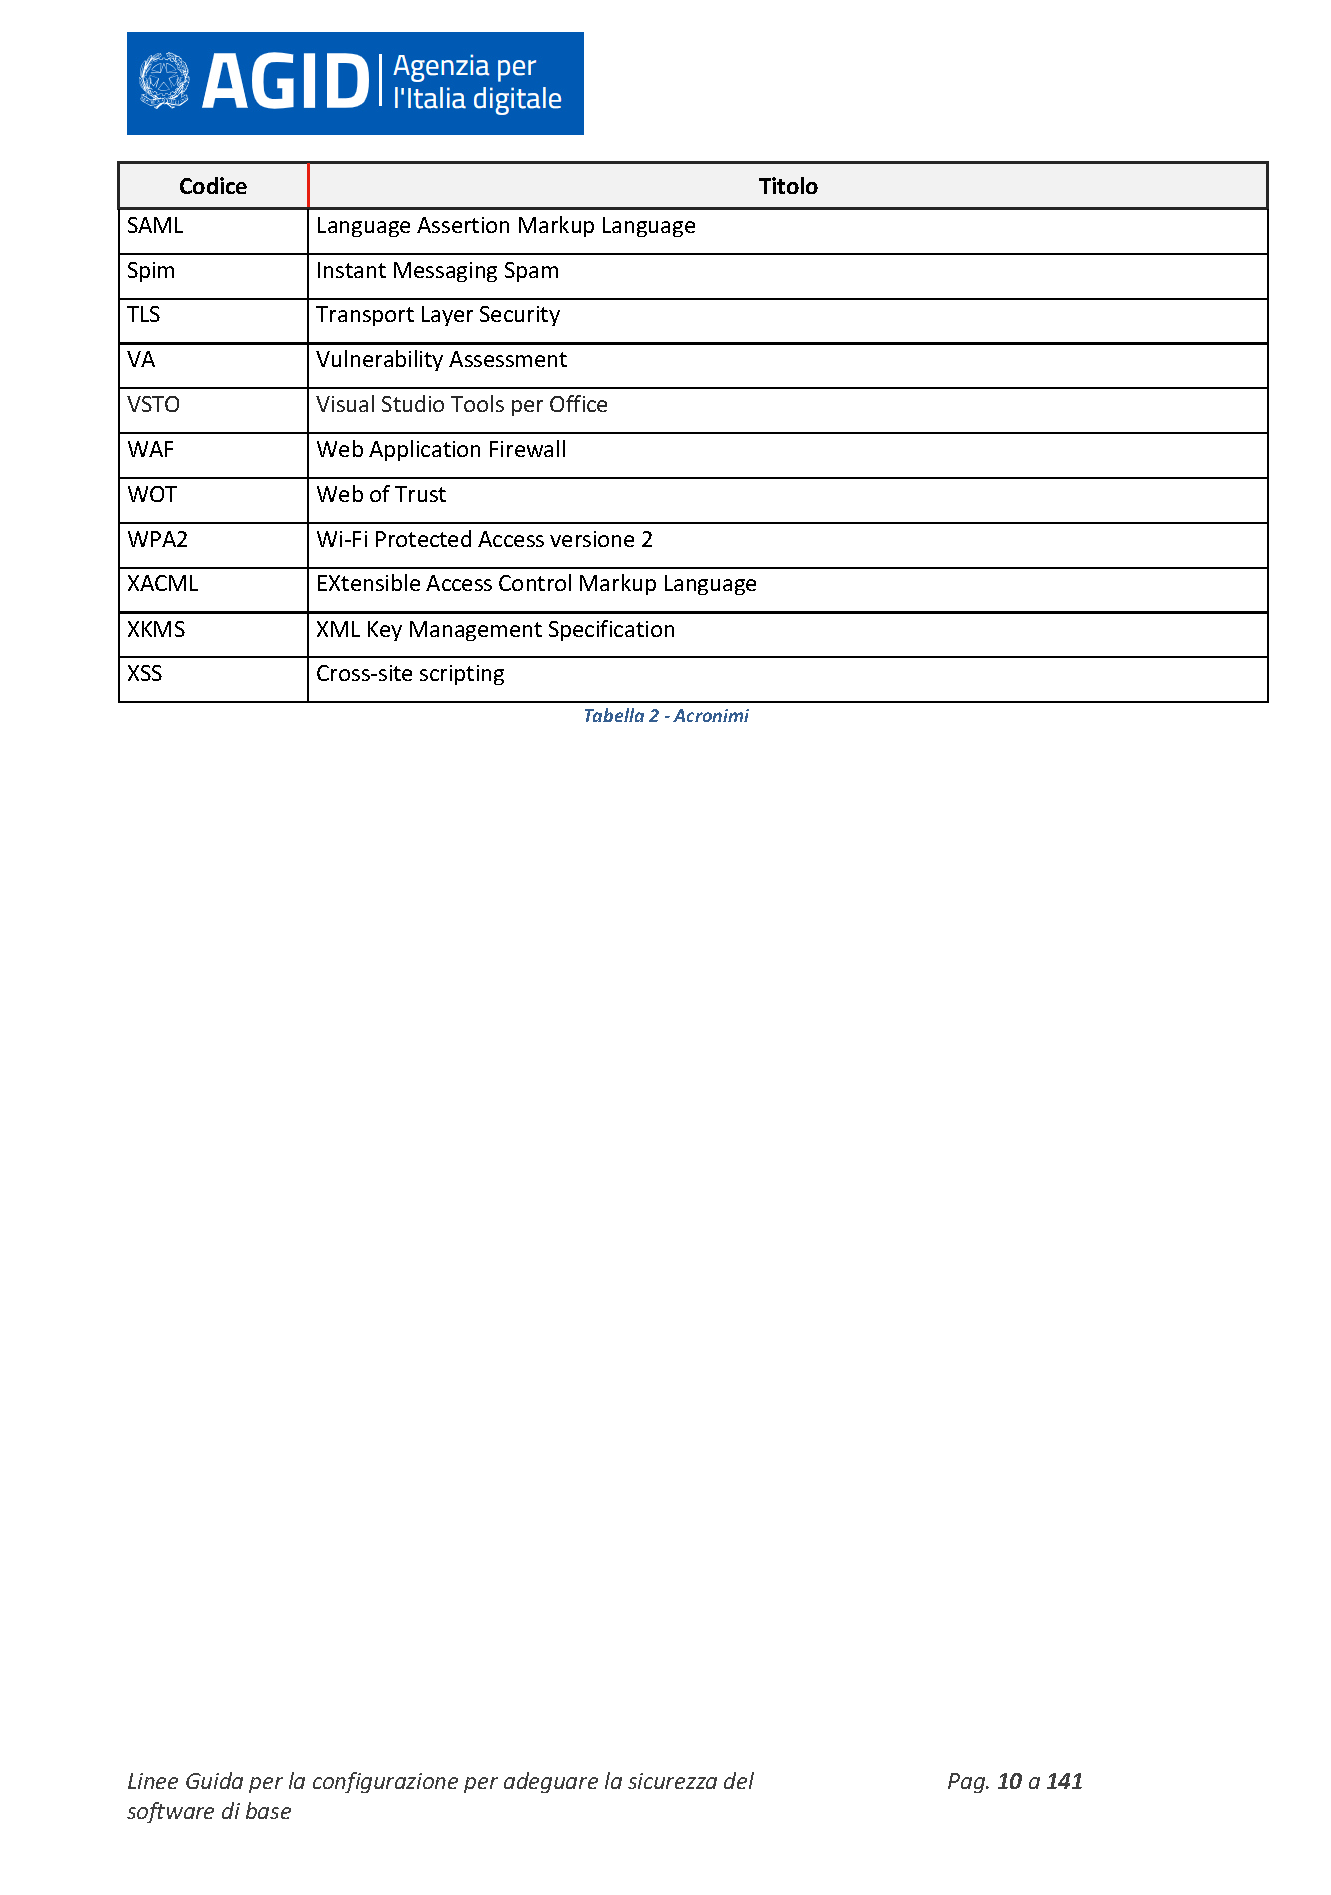 AGID Agenzia per
l'Italia digitale
Codice Titolo
SAML Language Assertion Markup Language
Spim Instant Messaging Spam
TLS Transport Layer Security
VA Vulnerability Assessment
VSTO Visual Studio Tools per Office
WAF Web Application Firewall
WOT Web of Trust
WPA2 Wi-Fi Protected Access versione 2
XACML EXtensible Access Control Markup Language
XKMS XML Key Management Specification
XSS Cross-site scripting
Tabella 2 - Acronimi
Linee Guida per la configurazione per adeguare la sicurezza del Pag. 10 a 141
software di base